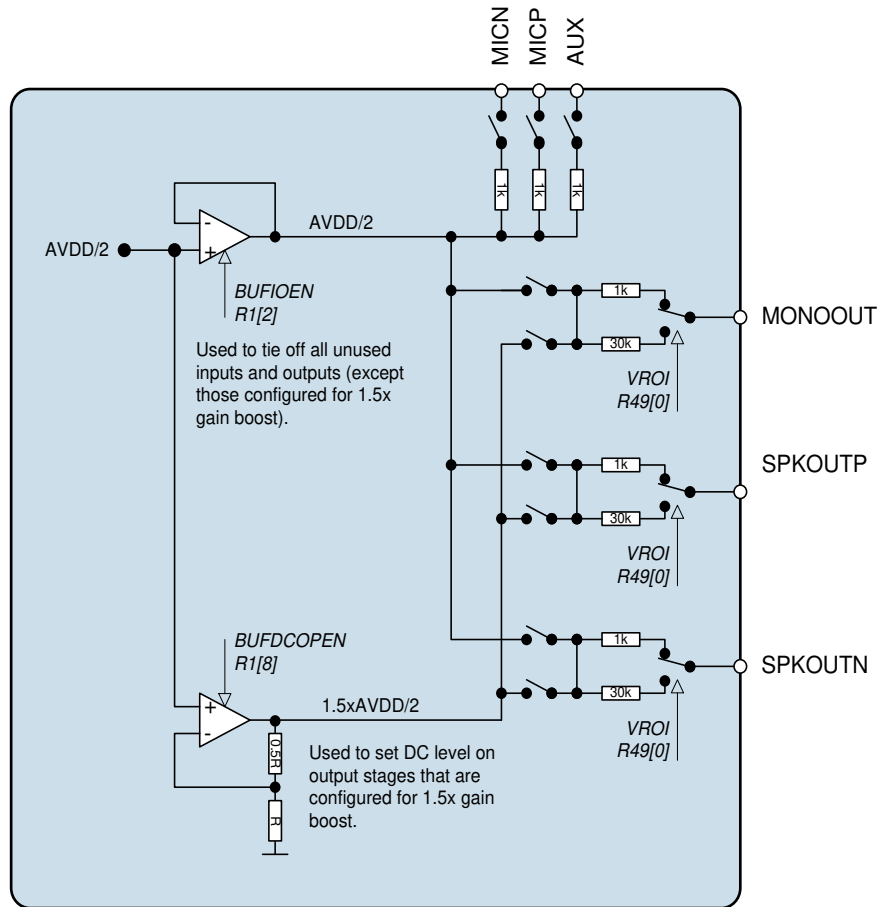 MICN
MICP
AUX
1k
1k
1k
AVDD/2
-
+
AVDD/2
BUFIOEN
R1[2]
Used to tie off all unused
inputs and outputs (except
those configured for 1.5x
gain boost).
1k
30k
MONOOUT
VROI
R49[0]
1k
30k
SPKOUTP
VROI
R49[0]
BUFDCOPEN
R1[8]
+
-
1.5xAVDD/2
0.5R
R
Used to set DC level on
output stages that are
configured for 1.5x gain
boost.
1k
30k
SPKOUTN
VROI
R49[0]